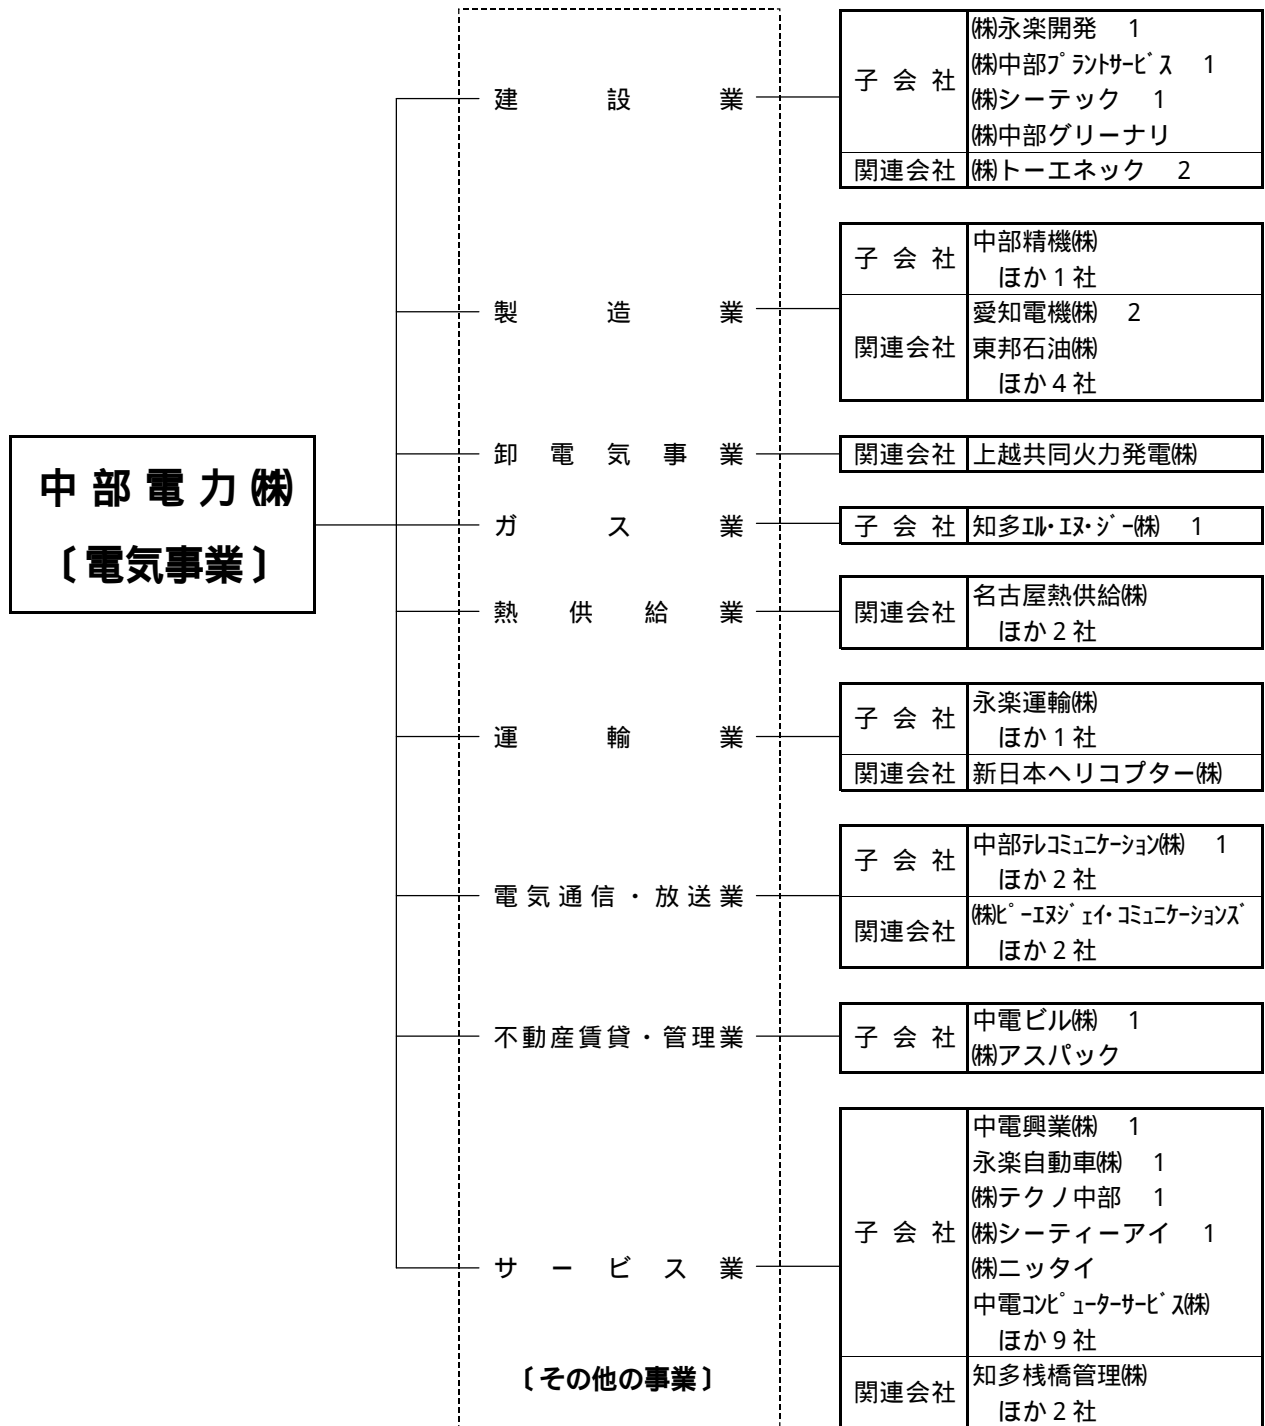 中部電力㈱
〔電気事業〕
建設業
子会社
㈱永楽開発 1
㈱中部プラントサービス 1
㈱シーテック 1
㈱中部グリーナリ
関連会社
㈱トーエネック 2
製造業
子会社
中部精機㈱
ほか1社
関連会社
愛知電機㈱ 2
東邦石油㈱
ほか4社
卸電気事業
関連会社
上越共同火力発電㈱
ガス業
子会社
知多エル・エヌ・ジー㈱ 1
熱供給業
関連会社
名古屋熱供給㈱
ほか2社
運輸業
子会社
永楽運輸㈱
ほか1社
関連会社
新日本ヘリコプター㈱
電気通信・放送業
子会社
中部テレコミュニケーション㈱ 1
ほか2社
関連会社
㈱ピーエヌジェイ・コミュニケーションズ
ほか2社
不動産賃貸・管理業
子会社
中電ビル㈱ 1
㈱アスパック
サービス業
子会社
中電興業㈱ 1
永楽自動車㈱ 1
㈱テクノ中部 1
㈱シーティーアイ 1
㈱ニッタイ
中電コンピューターサービス㈱
ほか9社
関連会社
知多桟橋管理㈱
ほか2社
〔その他の事業〕